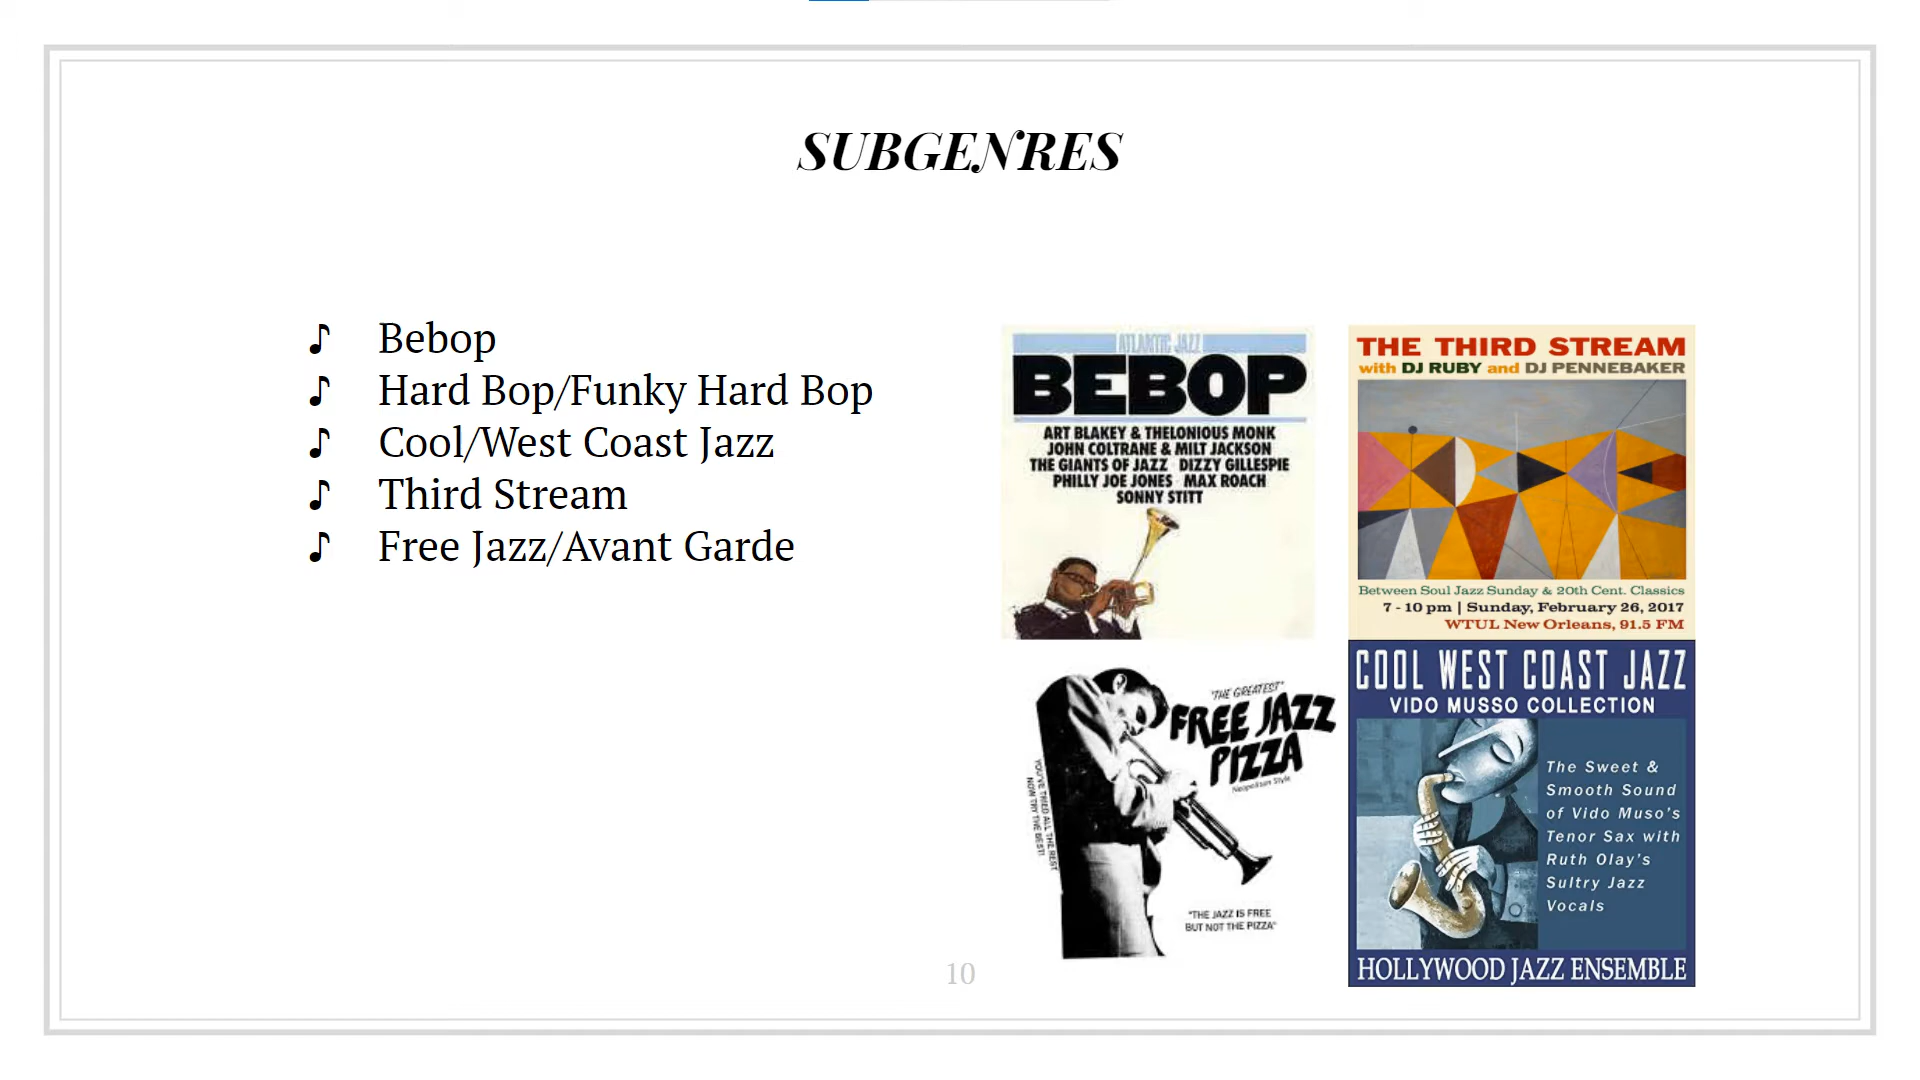 SUBGENRES
♪ Bebop
♪ Hard Bop/Funky Hard Bop
♪ Cool/West Coast Jazz
♪ Third Stream
♪ Free Jazz/Avant Garde
ATLANTIC JAZZ
BEBOP
ART BLAKEY & THELONIOUS MONK
JOHN COLTRANE & MILT JACKSON
THE GIANTS OF JAZZ DIZZY GILLESPIE
PHILLY JOE JONES MAX ROACH
SONNY STITT
THE THIRD STREAM
with DJ RUBY and DJ PENNEBAKER
Between Soul Jazz Sunday & 20th Cent. Classics
7 - 10 pm | Sunday, February 26, 2017
WTUL New Orleans, 91.5 FM
"THE GREATEST"
FREE JAZZ
PIZZA
Neopolitan Style
YOU'VE TRIED ALL THE REST
NOW TRY THE BEST!
"THE JAZZ IS FREE
BUT NOT THE PIZZA"
COOL WEST COAST JAZZ
VIDO MUSSO COLLECTION
The Sweet &
Smooth Sound
of Vido Muso's
Tenor Sax with
Ruth Olay's
Sultry Jazz
Vocals
HOLLYWOOD JAZZ ENSEMBLE
10